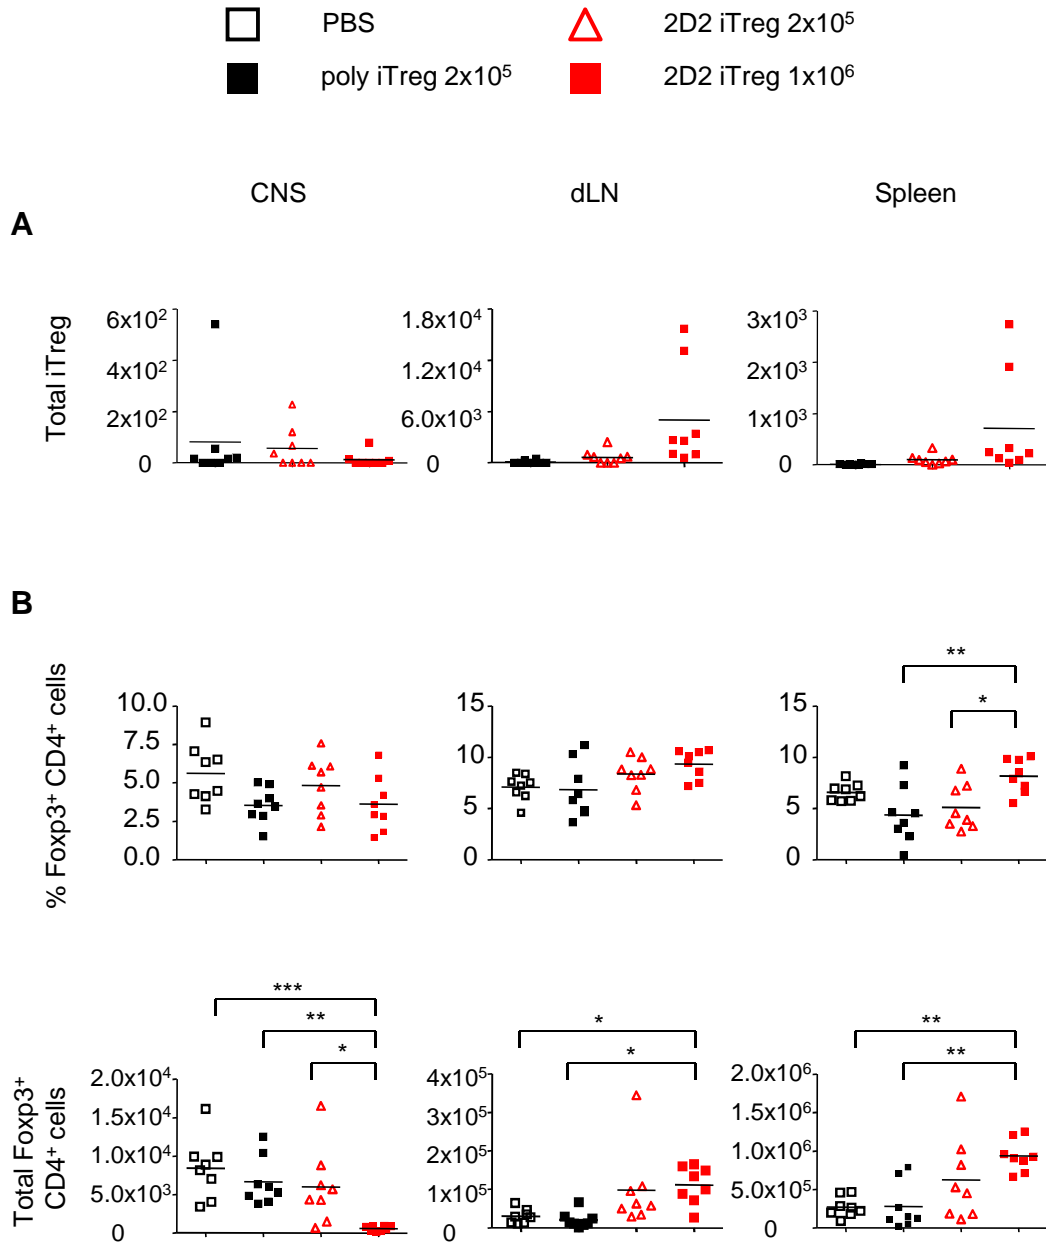 PBS
2D2 iTreg 2x10⁵
poly iTreg 2x10⁵
2D2 iTreg 1x10⁶
CNS
dLN
Spleen
A
Total iTreg
6x10²
4x10²
2x10²
0
1.8x10⁴
1.2x10⁴
6.0x10³
0
3x10³
2x10³
1x10³
0
B
% Foxp3⁺ CD4⁺ cells
10.0
7.5
5.0
2.5
0.0
15
10
5
0
**
*
15
10
5
0
Total Foxp3⁺
CD4⁺ cells
***
**
*
2.0x10⁴
1.5x10⁴
1.0x10⁴
5.0x10³
0
*
*
4x10⁵
3x10⁵
2x10⁵
1x10⁵
0
**
**
2.0x10⁶
1.5x10⁶
1.0x10⁶
5.0x10⁵
0